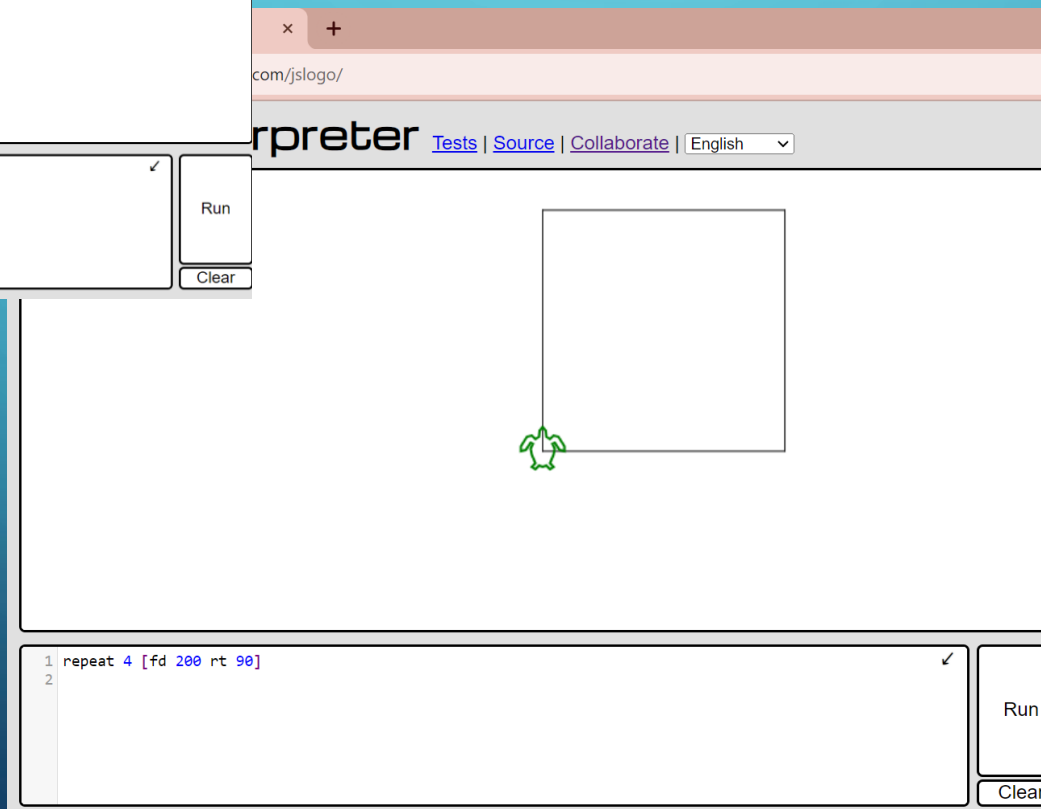 com/jslogo/
rpreter Tests | Source | Collaborate | English
Run
Clear
1 repeat 4 [fd 200 rt 90]
2
Run
Clear